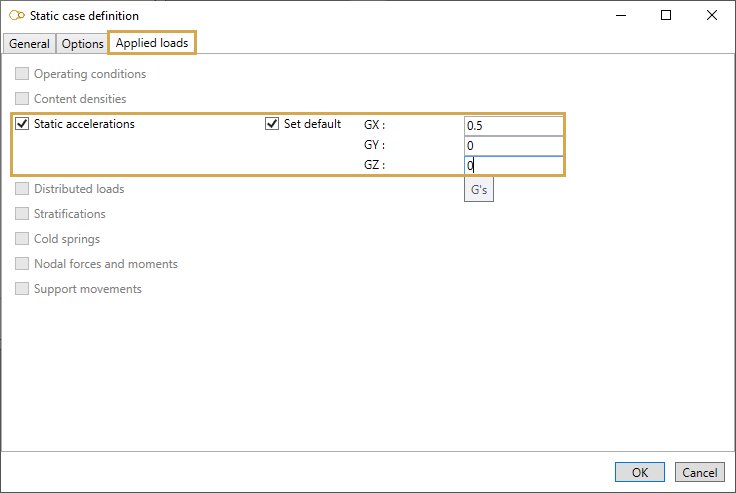 Static case definition
General Options Applied loads
Operating conditions
Content densities
Static accelerations Set default GX : 0.5
GY : 0
GZ : 0
Distributed loads G's
Stratifications
Cold springs
Nodal forces and moments
Support movements
OK Cancel